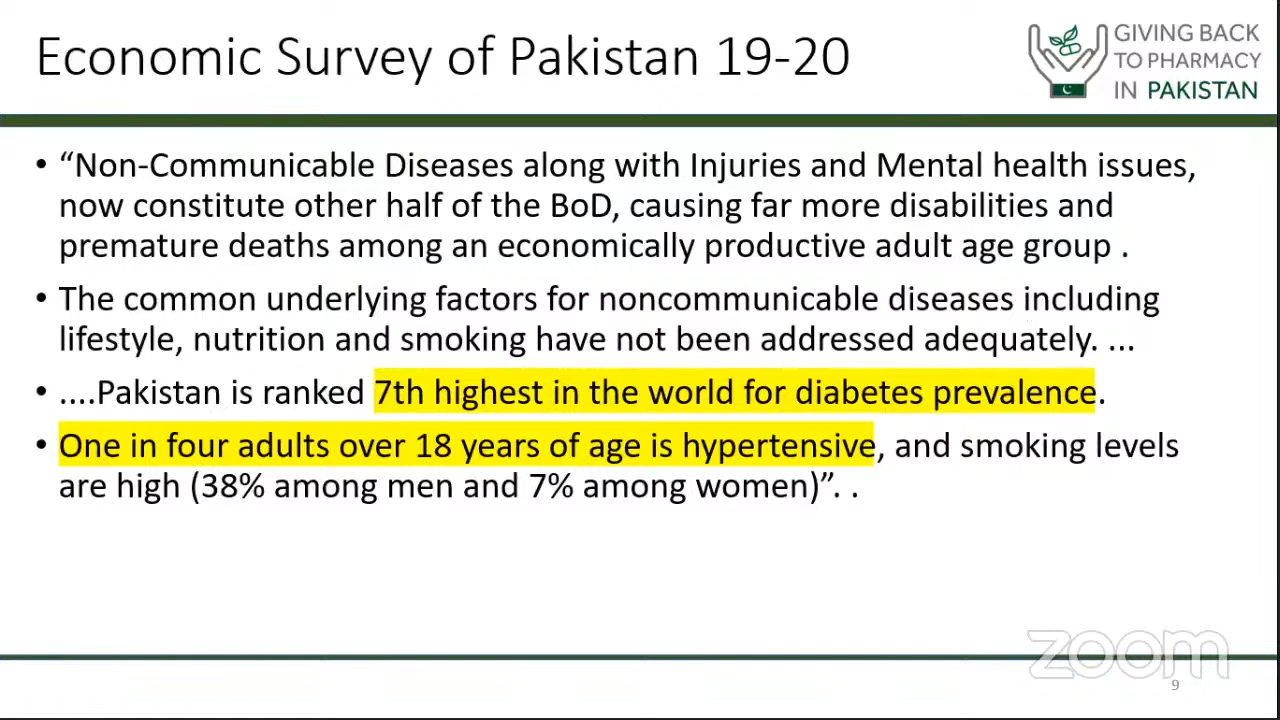 Economic Survey of Pakistan 19-20
GIVING BACK
TO PHARMACY
IN PAKISTAN
• “Non-Communicable Diseases along with Injuries and Mental health issues,
now constitute other half of the BoD, causing far more disabilities and
premature deaths among an economically productive adult age group .
• The common underlying factors for noncommunicable diseases including
lifestyle, nutrition and smoking have not been addressed adequately. ...
• ....Pakistan is ranked 7th highest in the world for diabetes prevalence.
• One in four adults over 18 years of age is hypertensive, and smoking levels
are high (38% among men and 7% among women)”. .
zoom
9